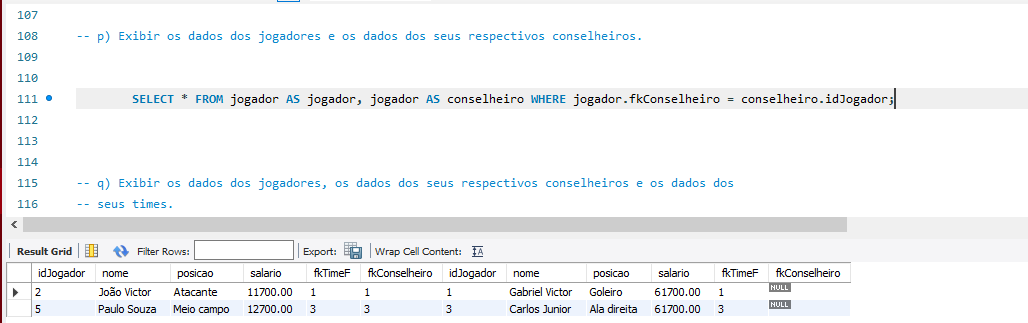 107
108 -- p) Exibir os dados dos jogadores e os dados dos seus respectivos conselheiros.
109
110
111 SELECT * FROM jogador AS jogador, jogador AS conselheiro WHERE jogador.fkConselheiro = conselheiro.idJogador;
112
113
114
115 -- q) Exibir os dados dos jogadores, os dados dos seus respectivos conselheiros e os dados dos
116 -- seus times.
Result Grid Filter Rows: Export: Wrap Cell Content:
idJogador nome posicao salario fkTimeF fkConselheiro idJogador nome posicao salario fkTimeF fkConselheiro
2 João Victor Atacante 11700.00 1 1 1 Gabriel Victor Goleiro 61700.00 1 NULL
5 Paulo Souza Meio campo 12700.00 3 3 3 Carlos Junior Ala direita 61700.00 3 NULL